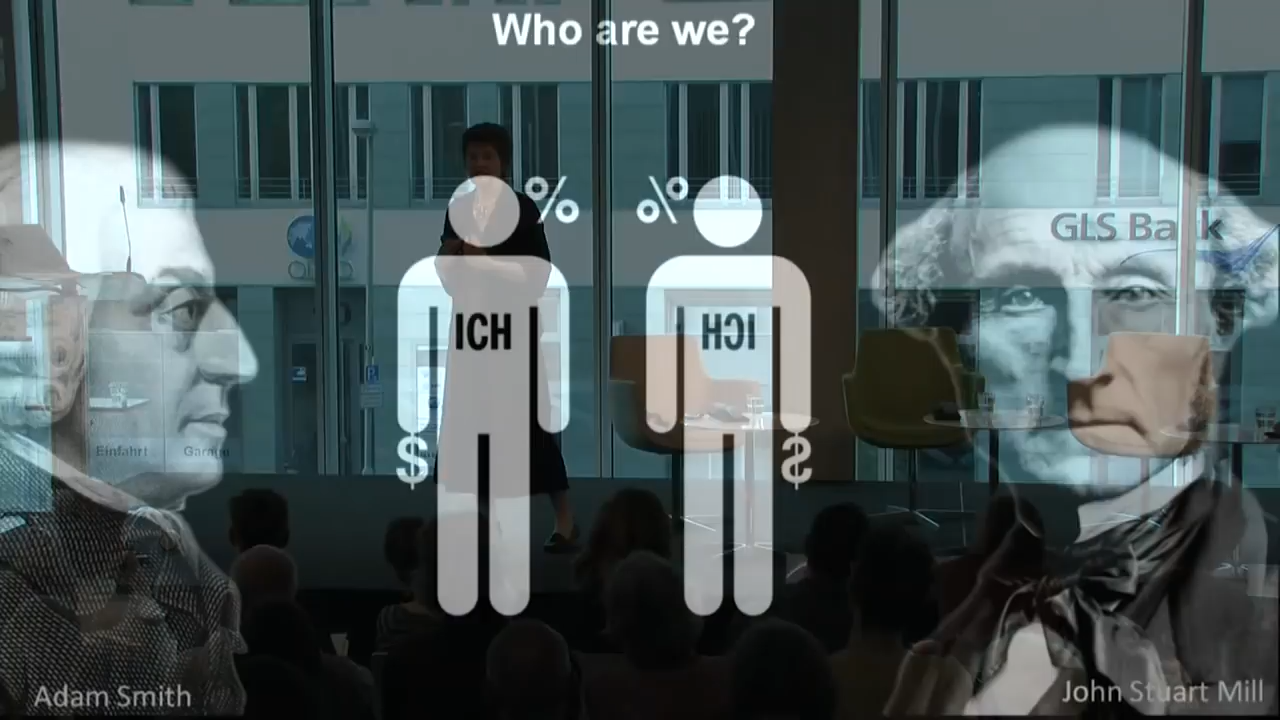 Who are we?
%
%
GLS Bank
ICH
ICH
$
$
Einfahrt
Garage
P
Adam Smith
John Stuart Mill